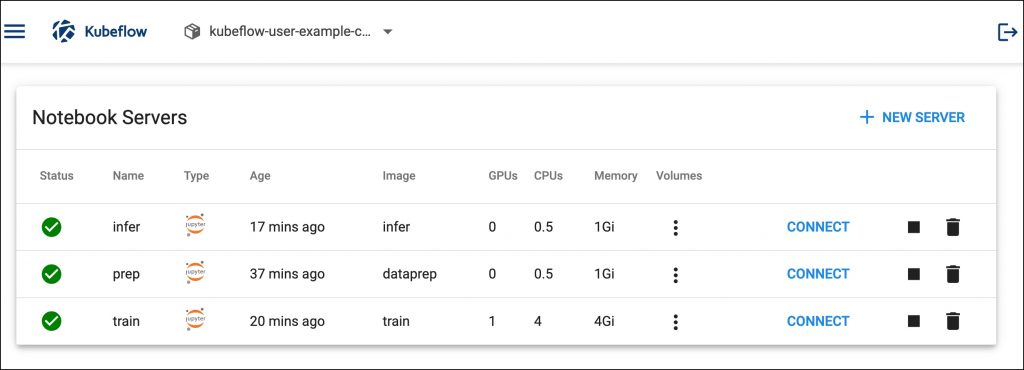 Kubeflow kubeflow-user-example-c...
Notebook Servers + NEW SERVER
Status Name Type Age Image GPUs CPUs Memory Volumes
infer jupyter 17 mins ago infer 0 0.5 1Gi CONNECT
prep jupyter 37 mins ago dataprep 0 0.5 1Gi CONNECT
train jupyter 20 mins ago train 1 4 4Gi CONNECT